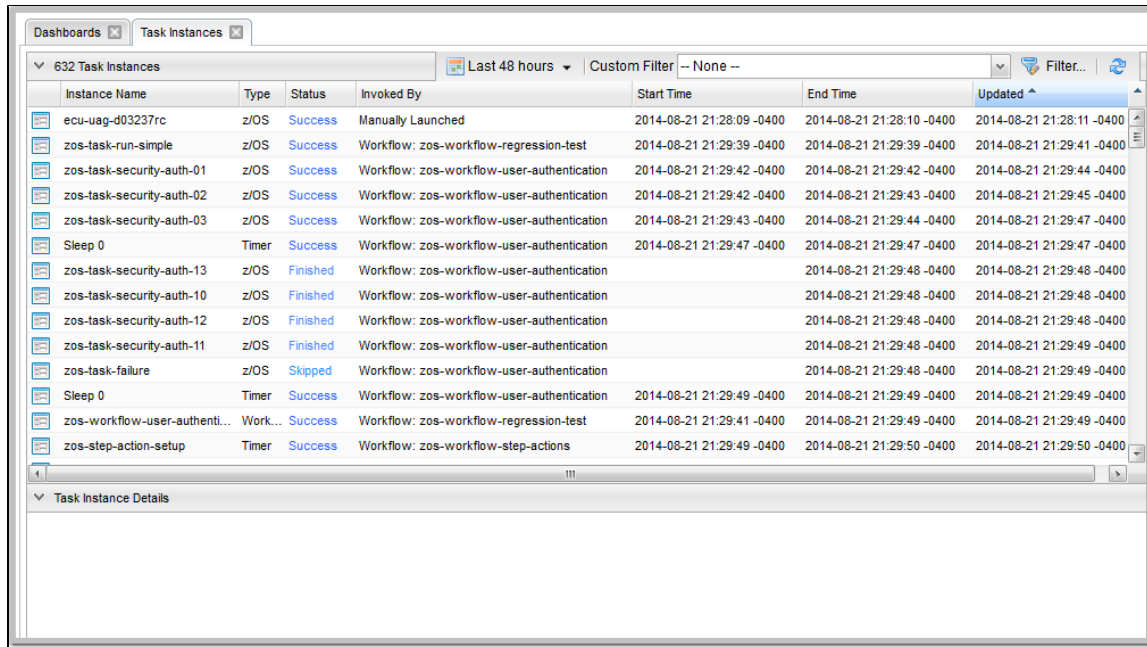 Dashboards Task Instances
632 Task Instances Last 48 hours Custom Filter -- None -- Filter...
Instance Name Type Status Invoked By Start Time End Time Updated
ecu-uag-d03237rc z/OS Success Manually Launched 2014-08-21 21:28:09 -0400 2014-08-21 21:28:10 -0400 2014-08-21 21:28:11 -0400
zos-task-run-simple z/OS Success Workflow: zos-workflow-regression-test 2014-08-21 21:29:39 -0400 2014-08-21 21:29:39 -0400 2014-08-21 21:29:41 -0400
zos-task-security-auth-01 z/OS Success Workflow: zos-workflow-user-authentication 2014-08-21 21:29:42 -0400 2014-08-21 21:29:42 -0400 2014-08-21 21:29:44 -0400
zos-task-security-auth-02 z/OS Success Workflow: zos-workflow-user-authentication 2014-08-21 21:29:42 -0400 2014-08-21 21:29:43 -0400 2014-08-21 21:29:45 -0400
zos-task-security-auth-03 z/OS Success Workflow: zos-workflow-user-authentication 2014-08-21 21:29:43 -0400 2014-08-21 21:29:44 -0400 2014-08-21 21:29:47 -0400
Sleep 0 Timer Success Workflow: zos-workflow-user-authentication 2014-08-21 21:29:47 -0400 2014-08-21 21:29:47 -0400 2014-08-21 21:29:47 -0400
zos-task-security-auth-13 z/OS Finished Workflow: zos-workflow-user-authentication 2014-08-21 21:29:48 -0400 2014-08-21 21:29:48 -0400
zos-task-security-auth-10 z/OS Finished Workflow: zos-workflow-user-authentication 2014-08-21 21:29:48 -0400 2014-08-21 21:29:48 -0400
zos-task-security-auth-12 z/OS Finished Workflow: zos-workflow-user-authentication 2014-08-21 21:29:48 -0400 2014-08-21 21:29:48 -0400
zos-task-security-auth-11 z/OS Finished Workflow: zos-workflow-user-authentication 2014-08-21 21:29:48 -0400 2014-08-21 21:29:49 -0400
zos-task-failure z/OS Skipped Workflow: zos-workflow-user-authentication 2014-08-21 21:29:48 -0400 2014-08-21 21:29:49 -0400
Sleep 0 Timer Success Workflow: zos-workflow-user-authentication 2014-08-21 21:29:49 -0400 2014-08-21 21:29:49 -0400 2014-08-21 21:29:49 -0400
zos-workflow-user-authenti... Work... Success Workflow: zos-workflow-regression-test 2014-08-21 21:29:41 -0400 2014-08-21 21:29:49 -0400 2014-08-21 21:29:49 -0400
zos-step-action-setup Timer Success Workflow: zos-workflow-step-actions 2014-08-21 21:29:49 -0400 2014-08-21 21:29:50 -0400 2014-08-21 21:29:50 -0400
Task Instance Details